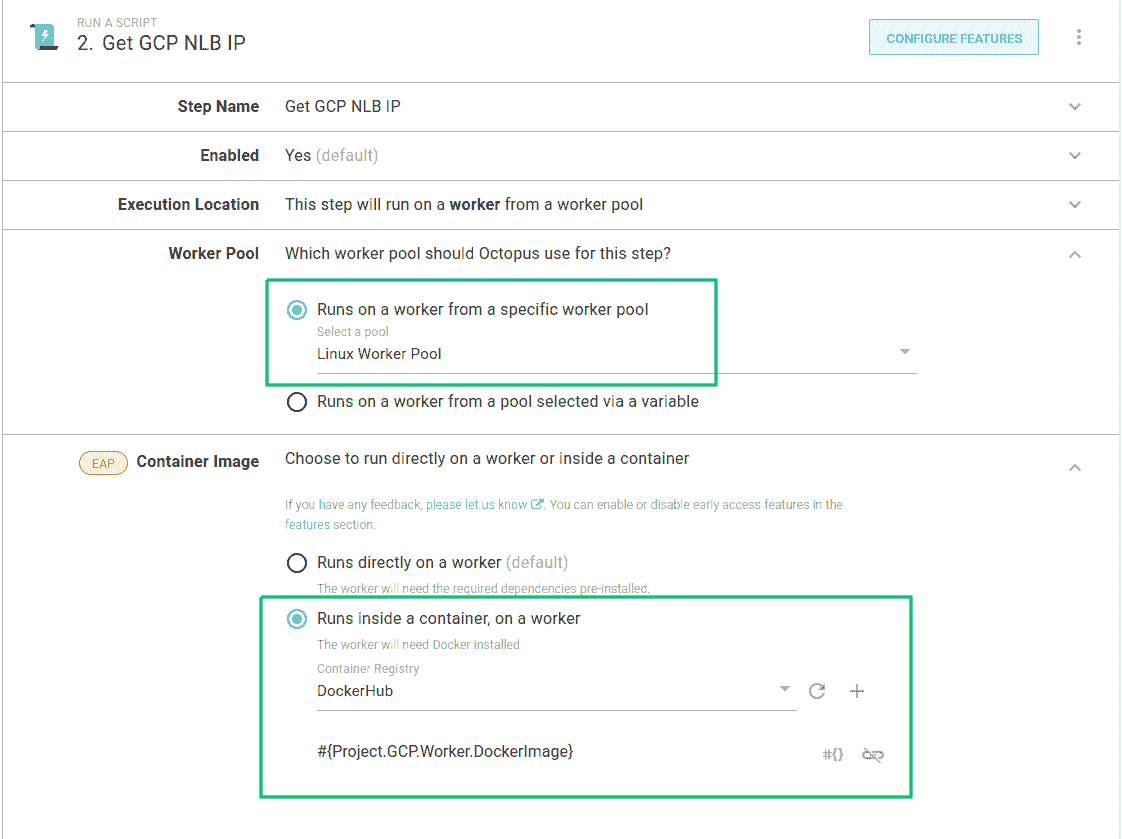 RUN A SCRIPT
2. Get GCP NLB IP
CONFIGURE FEATURES
Step Name Get GCP NLB IP
Enabled Yes (default)
Execution Location This step will run on a worker from a worker pool
Worker Pool Which worker pool should Octopus use for this step?
Runs on a worker from a specific worker pool
Select a pool
Linux Worker Pool
Runs on a worker from a pool selected via a variable
EAP Container Image Choose to run directly on a worker or inside a container
If you have any feedback, please let us know. You can enable or disable early access features in the
features section.
Runs directly on a worker (default)
The worker will need the required dependencies pre-installed.
Runs inside a container, on a worker
The worker will need Docker installed
Container Registry
DockerHub
#{Project.GCP.Worker.DockerImage}
#{}